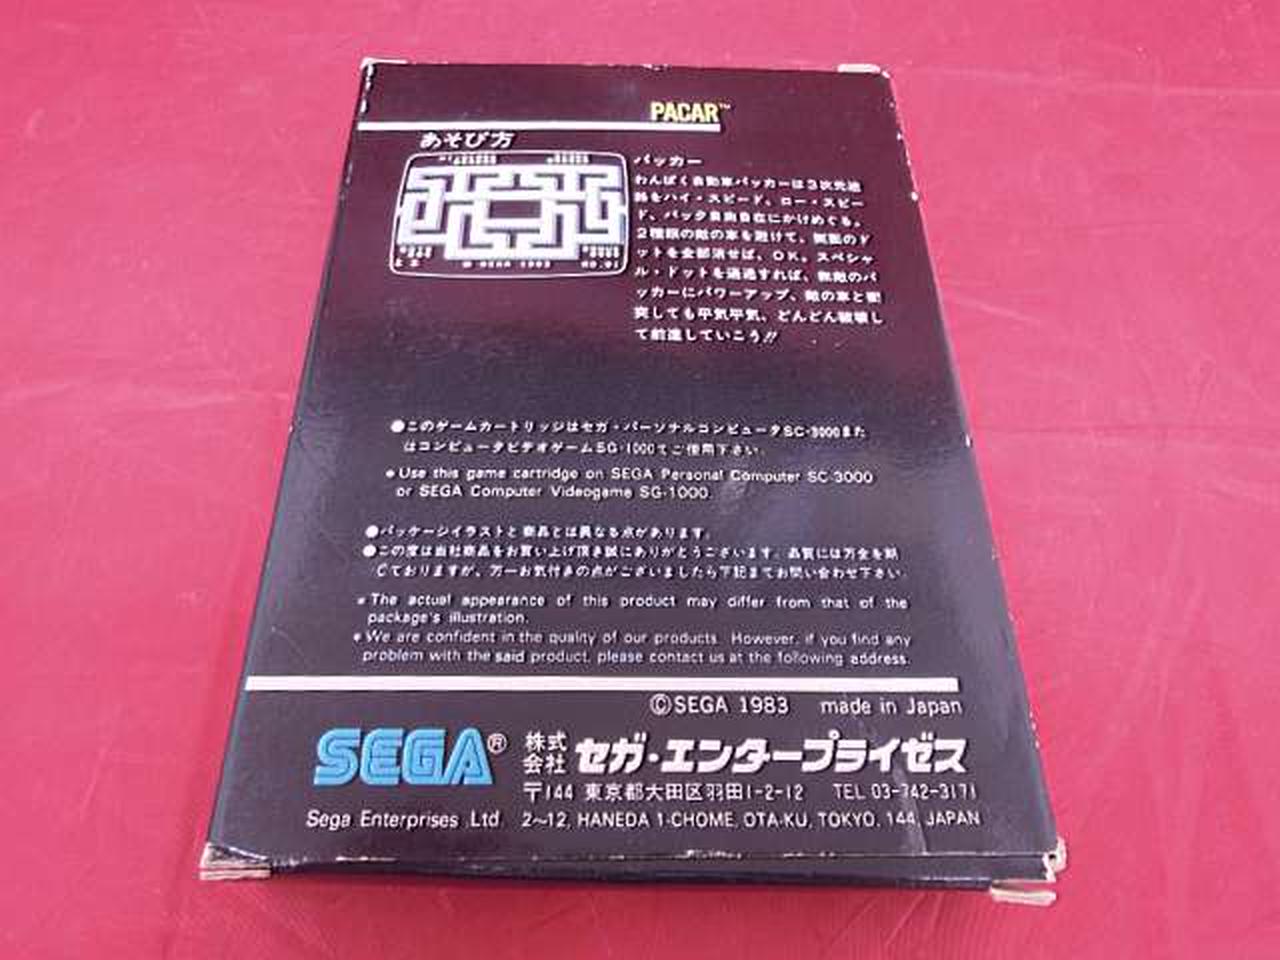 PACAR™
あそび方
パッカー
わんぱく自動車パッカーは3次元迷
路をハイ・スピード、ロー・スピー
ド、バック自由自在にかけめぐる。
2種類の敵の車を避けて、画面のド
ットを全部消せば、OK。スペシャ
ル・ドットを通過すれば、無敵のパ
ッカーにパワーアップ、敵の車と衝
突しても平気平気、どんどん破壊し
て前進していこう!!
●このゲームカートリッジはセガ・パーソナルコンピュータSC-3000また
はコンピュータビデオゲームSG-1000でご使用下さい。
●Use this game cartridge on SEGA Personal Computer SC-3000
or SEGA Computer Videogame SG-1000.
●パッケージイラストと商品とは異なる点があります。
●この度は当社商品をお買い上げ頂き誠にありがとうございます。品質には万全を期
しておりますが、万一お気付きの点がございましたら下記までお問い合わせ下さい。
●The actual appearance of this product may differ from that of the
package's illustration.
●We are confident in the quality of our products. However, if you find any
problem with the said product, please contact us at the following address.
©SEGA 1983 made in Japan
SEGA® 株式会社 セガ・エンタープライゼス
〒144 東京都大田区羽田1-2-12 TEL 03-742-3171
Sega Enterprises Ltd. 2~12, HANEDA 1-CHOME, OTA-KU, TOKYO, 144, JAPAN